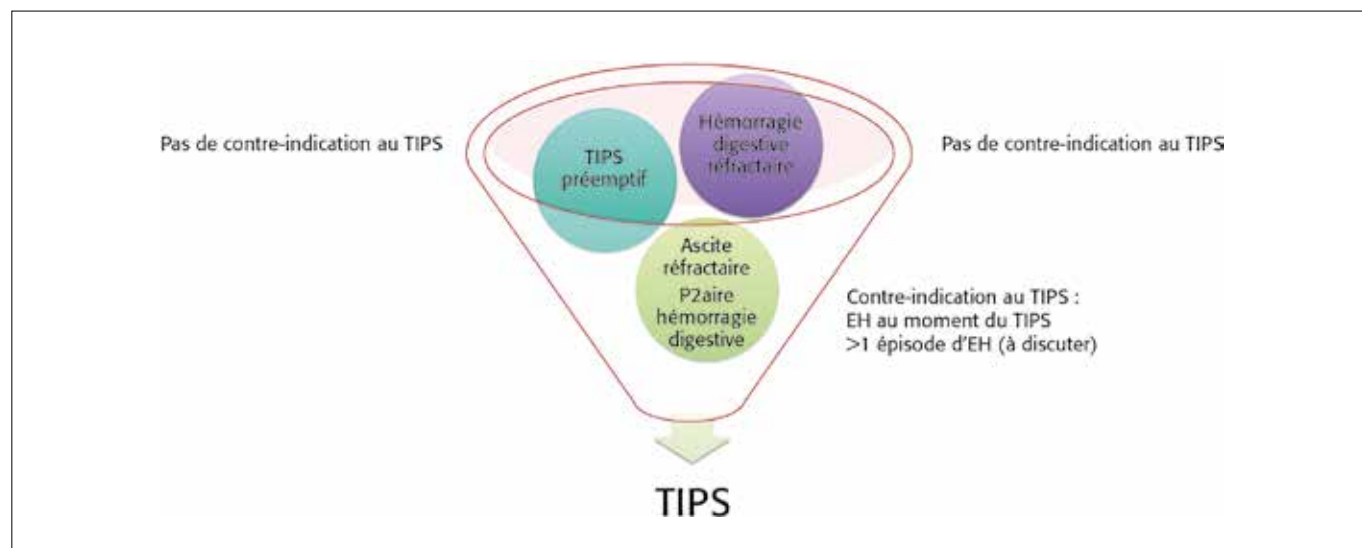 Pas de contre-indication au TIPS
TIPS
préemptif
Hémorragie
digestive
réfractaire
Pas de contre-indication au TIPS
Ascite
réfractaire
P2aire
hémorragie
digestive
Contre-indication au TIPS :
EH au moment du TIPS
>1 épisode d'EH (à discuter)
TIPS